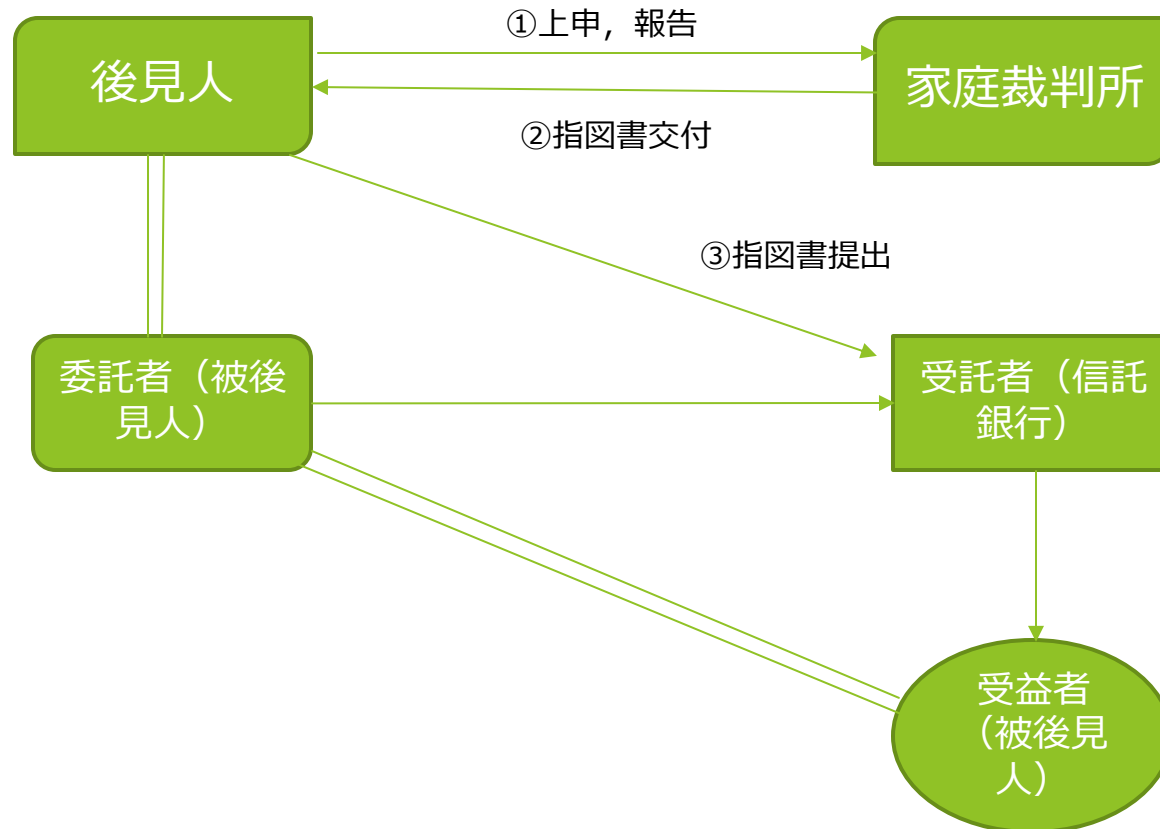 ①上申，報告
後見人
家庭裁判所
②指図書交付
③指図書提出
委託者（被後
見人）
受託者（信託
銀行）
受益者
（被後見
人）